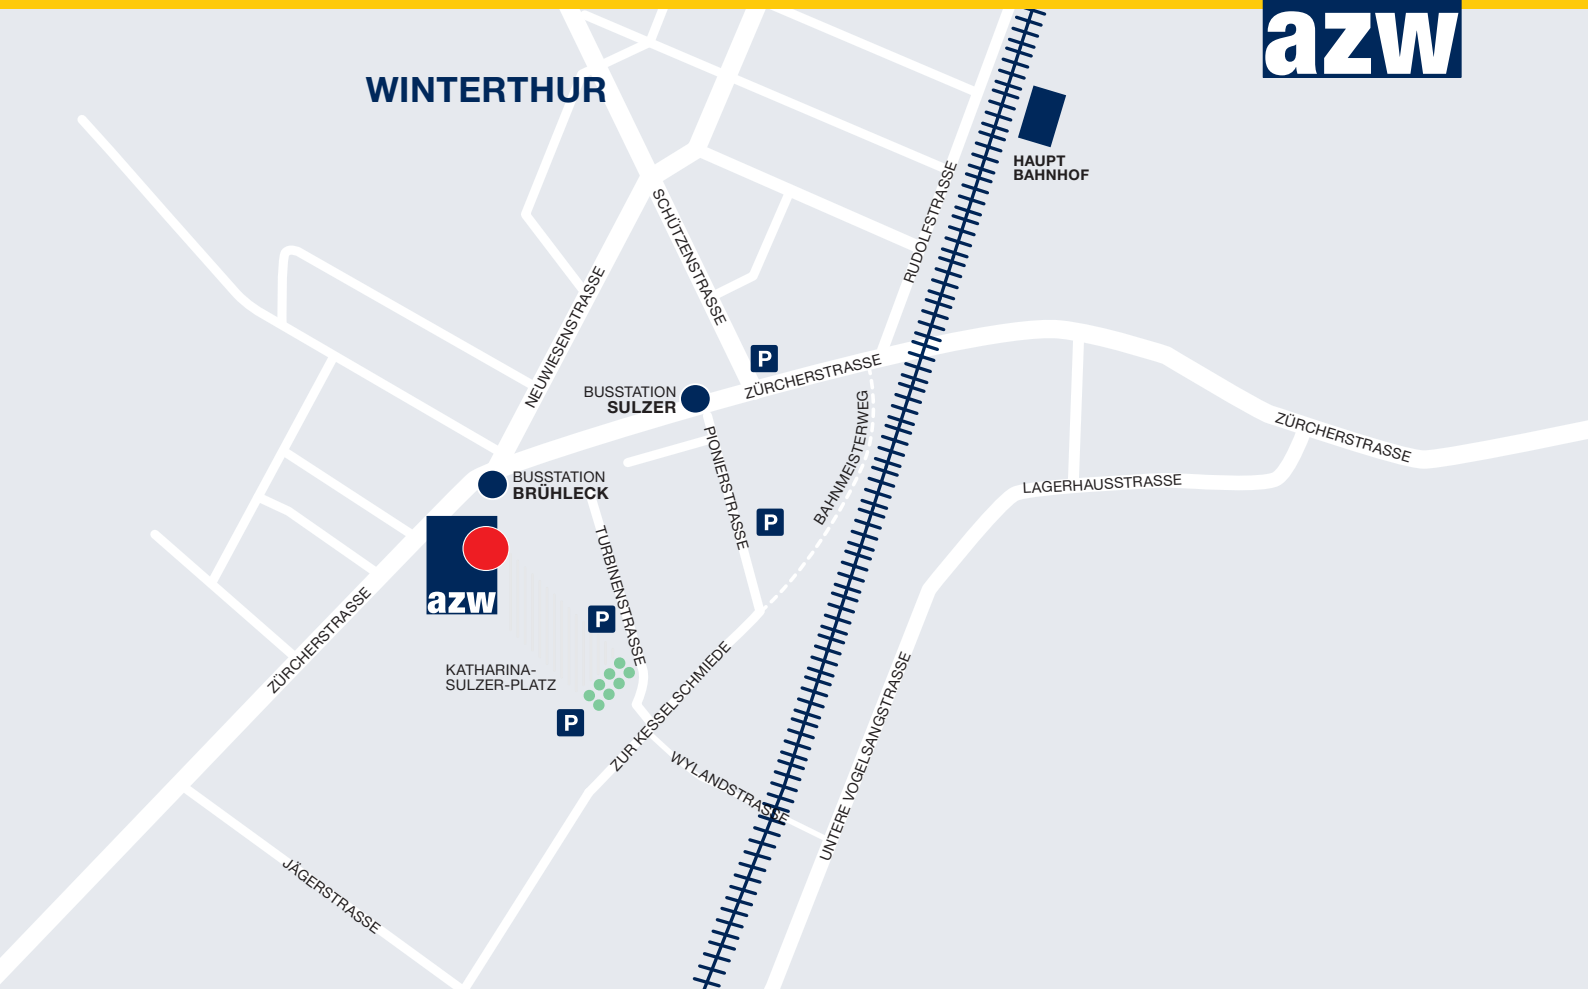 azw
WINTERTHUR
HAUPT
BAHNHOF
RUDOLFSTRASSE
SCHÜTZENSTRASSE
NEUWIESENSTRASSE
P
ZÜRCHERSTRASSE
BUSSTATION
SULZER
BAHNMEISTERWEG
ZÜRCHERSTRASSE
PIONIERSTRASSE
BUSSTATION
BRÜHLECK
LAGERHAUSSTRASSE
P
TURBINENSTRASSE
azw
P
ZÜRCHERSTRASSE
KATHARINA-
SULZER-PLATZ
P
ZUR KESSELSCHMIEDE
UNTERE VOGELSANGSTRASSE
WYLANDSTRASSE
JÄGERSTRASSE